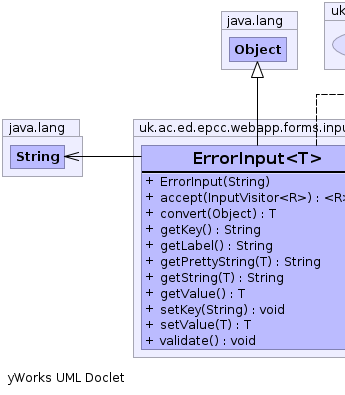 java.lang
uk
Object
java.lang
uk.ac.ed.epcc.webapp.forms.inpu
String
ErrorInput<T>
+ ErrorInput(String)
+ accept(InputVisitor<R>) : <R>
+ convert(Object) : T
+ getKey() : String
+ getLabel() : String
+ getPrettyString(T) : String
+ getString(T) : String
+ getValue() : T
+ setKey(String) : void
+ setValue(T) : T
+ validate() : void
yWorks UML Doclet